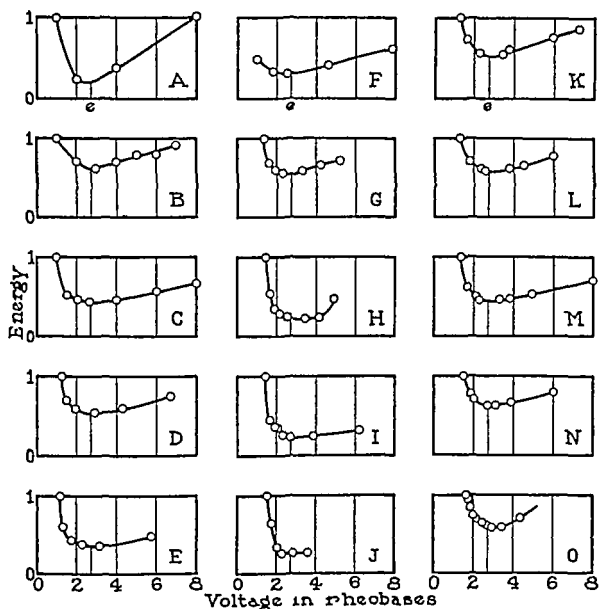 1 A F K
0 e e e
1 B G L
0
1 C H M
0
Energy
1 D I N
0
1 E J O
0
0 2 4 6 8 0 2 4 6 8 0 2 4 6 8
Voltage in rheobases